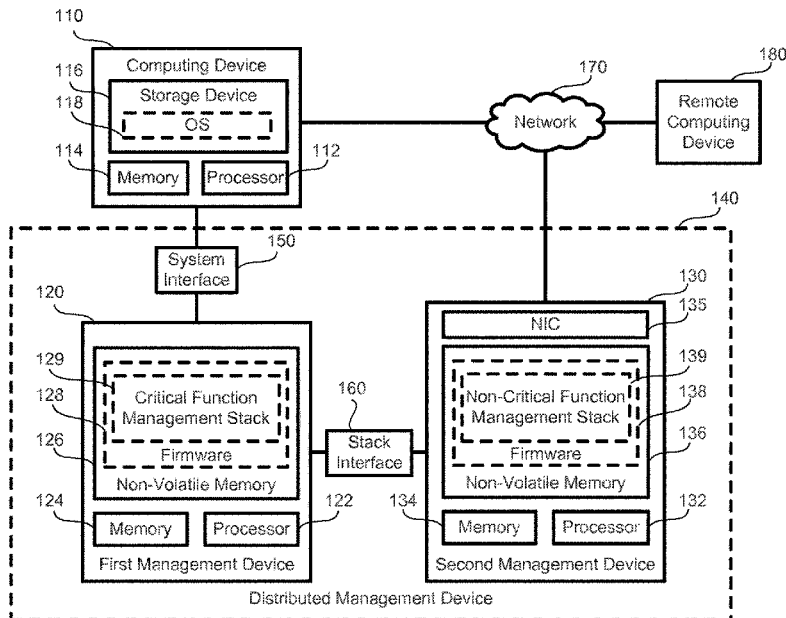 110
Computing Device
116
Storage Device
118
OS
114
Memory
Processor
112
170
Network
180
Remote
Computing
Device
140
150
System
Interface
120
129
Critical Function
Management Stack
128
126
Firmware
Non-Volatile Memory
124
Memory
Processor
122
First Management Device
160
Stack
Interface
130
135
NIC
139
Non-Critical Function
Management Stack
138
136
Firmware
Non-Volatile Memory
134
Memory
Processor
132
Second Management Device
Distributed Management Device